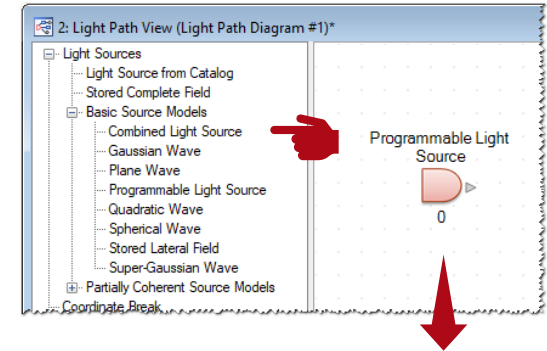 2: Light Path View (Light Path Diagram #1)*
Light Sources
Light Source from Catalog
Stored Complete Field
Basic Source Models
Combined Light Source
Gaussian Wave
Plane Wave
Programmable Light Source
Quadratic Wave
Spherical Wave
Stored Lateral Field
Super-Gaussian Wave
Partially Coherent Source Models
Coordinate Break
Programmable Light
Source
0